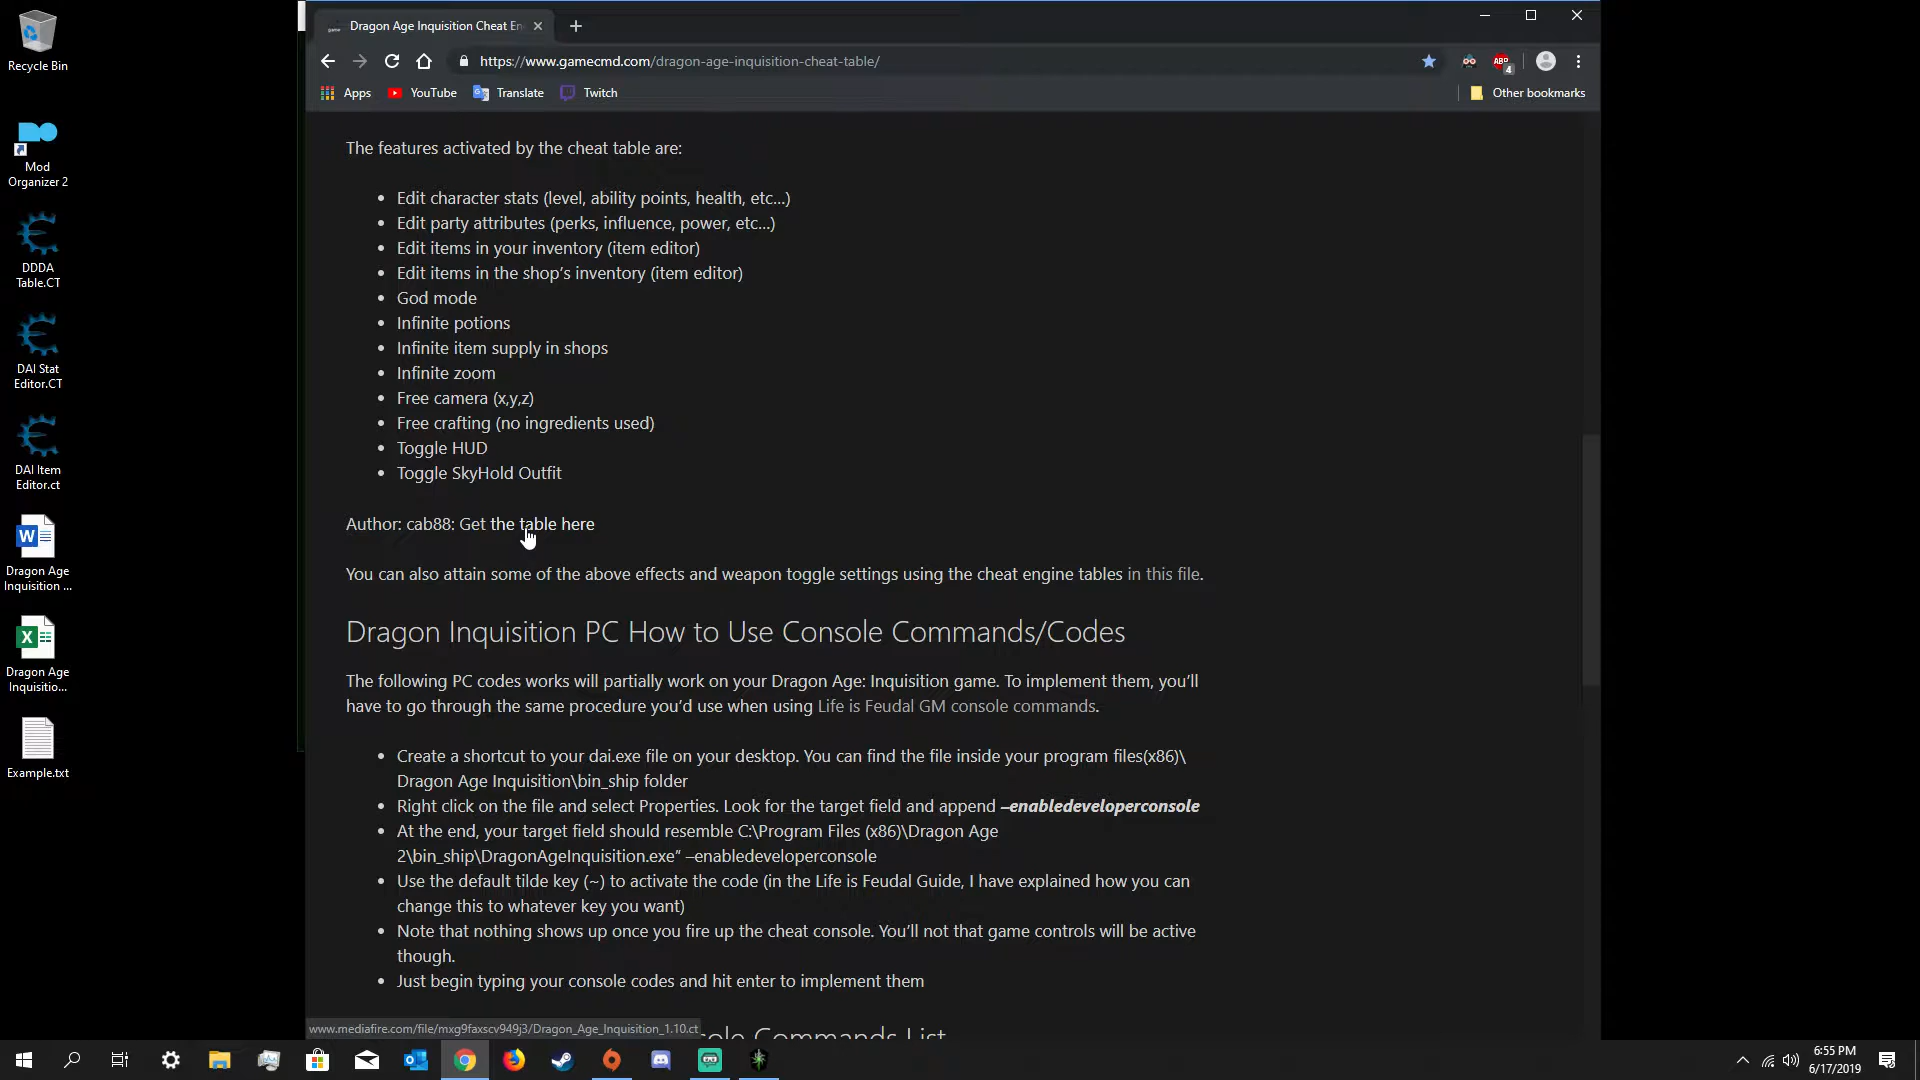 Recycle Bin
Mod
Organizer 2
DDDA
Table.CT
DAI Stat
Editor.CT
DAI Item
Editor.ct
Dragon Age
Inquisition ...
Dragon Age
Inquisitio...
Example.txt
Dragon Age Inquisition Cheat En
https://www.gamecmd.com/dragon-age-inquisition-cheat-table/
ABP
4
Apps
YouTube
Translate
Twitch
Other bookmarks
The features activated by the cheat table are:
• Edit character stats (level, ability points, health, etc…)
• Edit party attributes (perks, influence, power, etc…)
• Edit items in your inventory (item editor)
• Edit items in the shop’s inventory (item editor)
• God mode
• Infinite potions
• Infinite item supply in shops
• Infinite zoom
• Free camera (x,y,z)
• Free crafting (no ingredients used)
• Toggle HUD
• Toggle SkyHold Outfit
Author: cab88: Get the table here
You can also attain some of the above effects and weapon toggle settings using the cheat engine tables in this file.
Dragon Inquisition PC How to Use Console Commands/Codes
The following PC codes works will partially work on your Dragon Age: Inquisition game. To implement them, you’ll
have to go through the same procedure you’d use when using Life is Feudal GM console commands.
• Create a shortcut to your dai.exe file on your desktop. You can find the file inside your program files(x86)\
Dragon Age Inquisition\bin_ship folder
• Right click on the file and select Properties. Look for the target field and append –enabledeveloperconsole
• At the end, your target field should resemble C:\Program Files (x86)\Dragon Age
2\bin_ship\DragonAgeInquisition.exe” –enabledeveloperconsole
• Use the default tilde key (~) to activate the code (in the Life is Feudal Guide, I have explained how you can
change this to whatever key you want)
• Note that nothing shows up once you fire up the cheat console. You’ll not that game controls will be active
though.
• Just begin typing your console codes and hit enter to implement them
www.mediafire.com/file/mxg9faxscv949j3/Dragon_Age_Inquisition_1.10.ct
Commands List
6:55 PM
6/17/2019